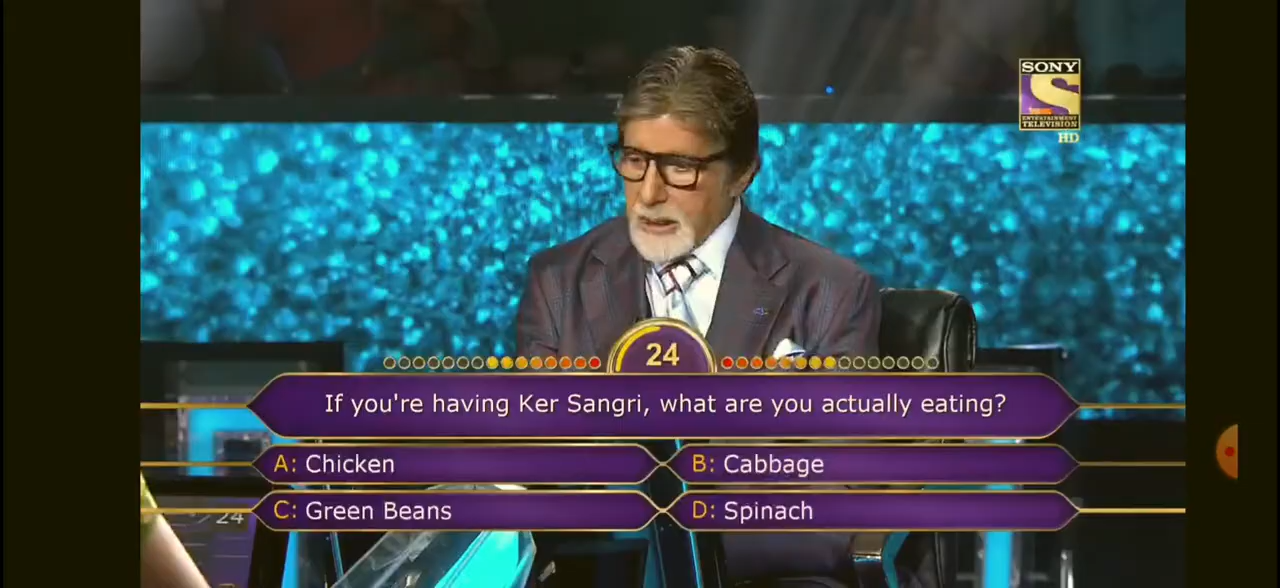 SONY
ENTERTAINMENT
TELEVISION
HD
24
If you're having Ker Sangri, what are you actually eating?
A: Chicken
B: Cabbage
C: Green Beans
D: Spinach
24